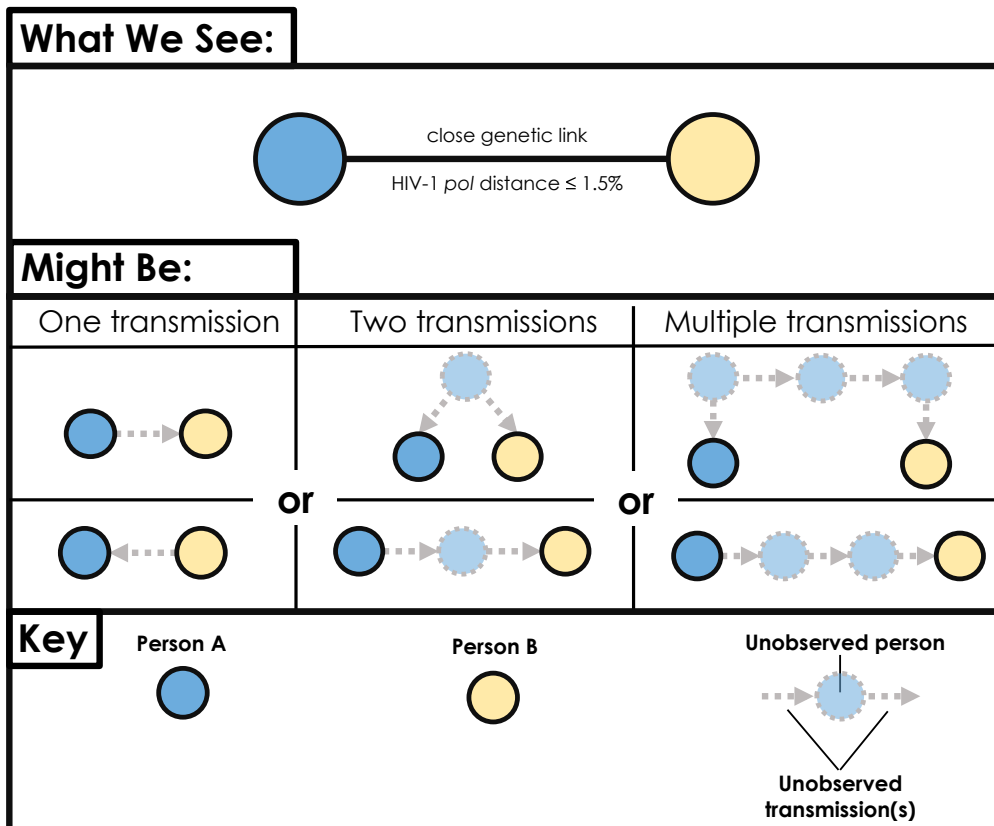 What We See:
close genetic link
HIV-1 pol distance ≤ 1.5%
Might Be:
One transmission
Two transmissions
Multiple transmissions
or
or
Key
Person A
Person B
Unobserved person
Unobserved
transmission(s)